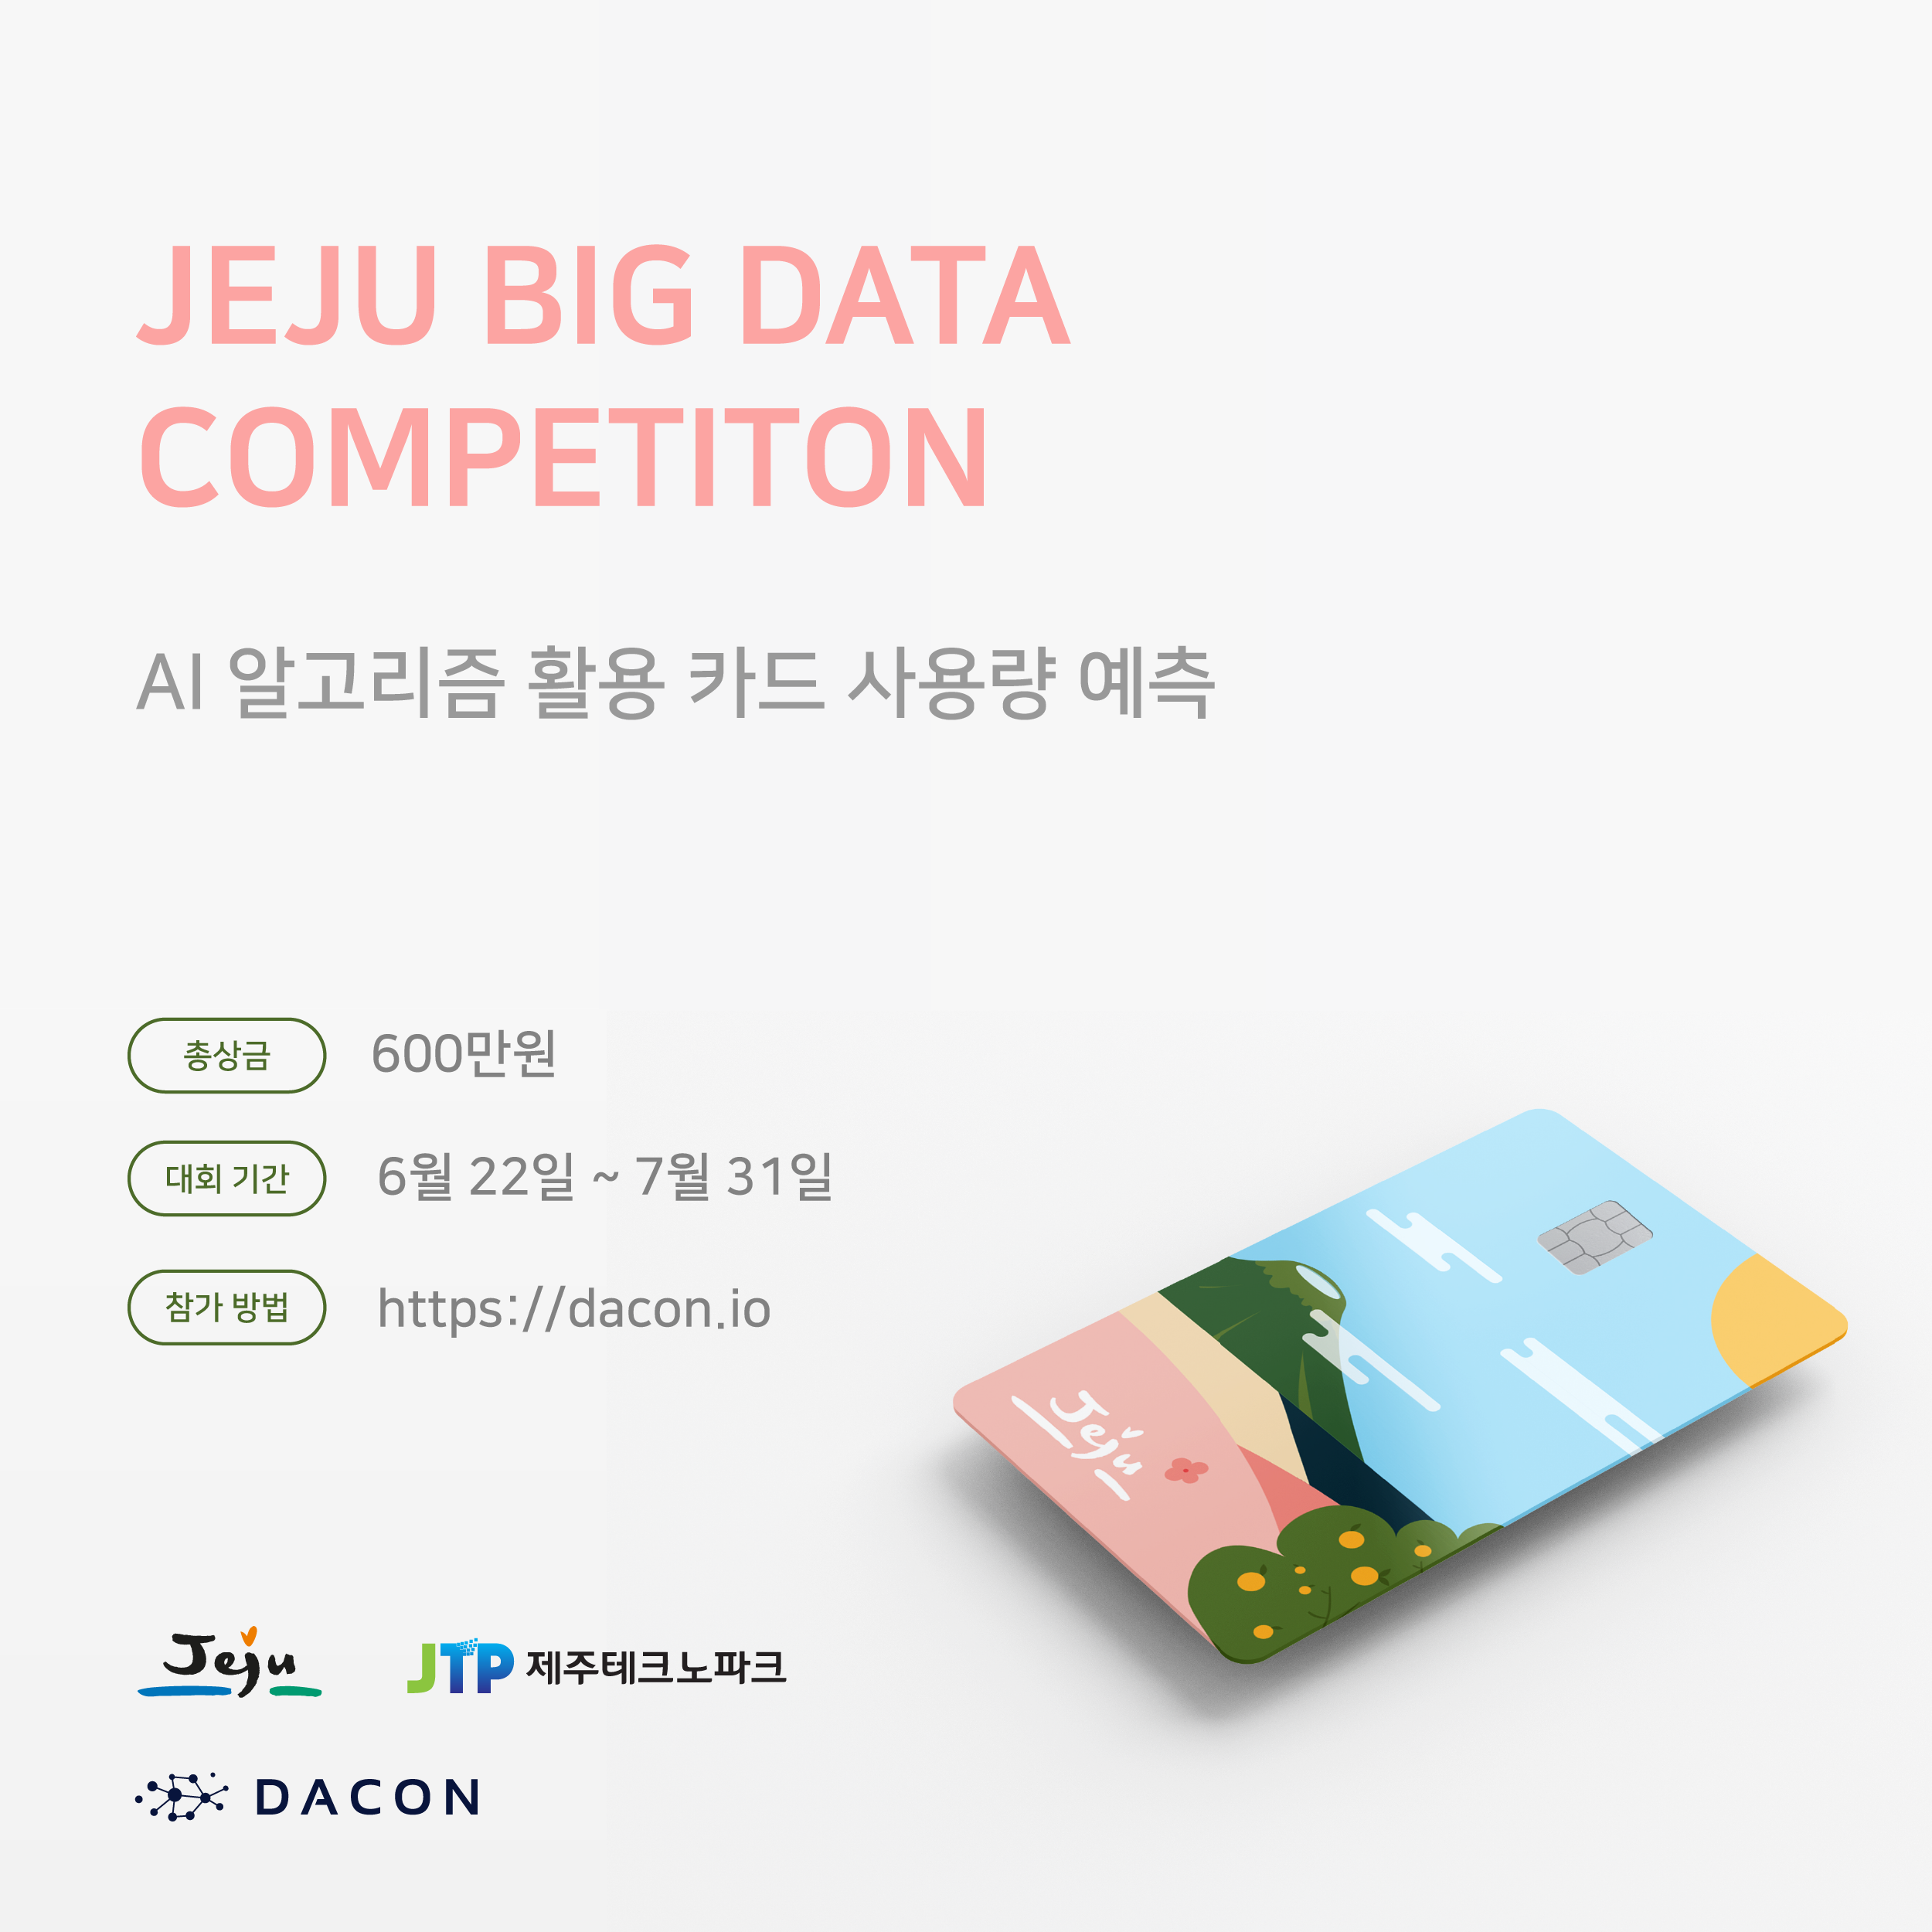 JEJU BIG DATA
COMPETITON
AI 알고리즘 활용 카드 사용량 예측
총상금 600만원
대회 기간 6월 22일 ~ 7월 31일
참가 방법 https://dacon.io
Jeju
Jeju
JTP 제주테크노파크
DACON